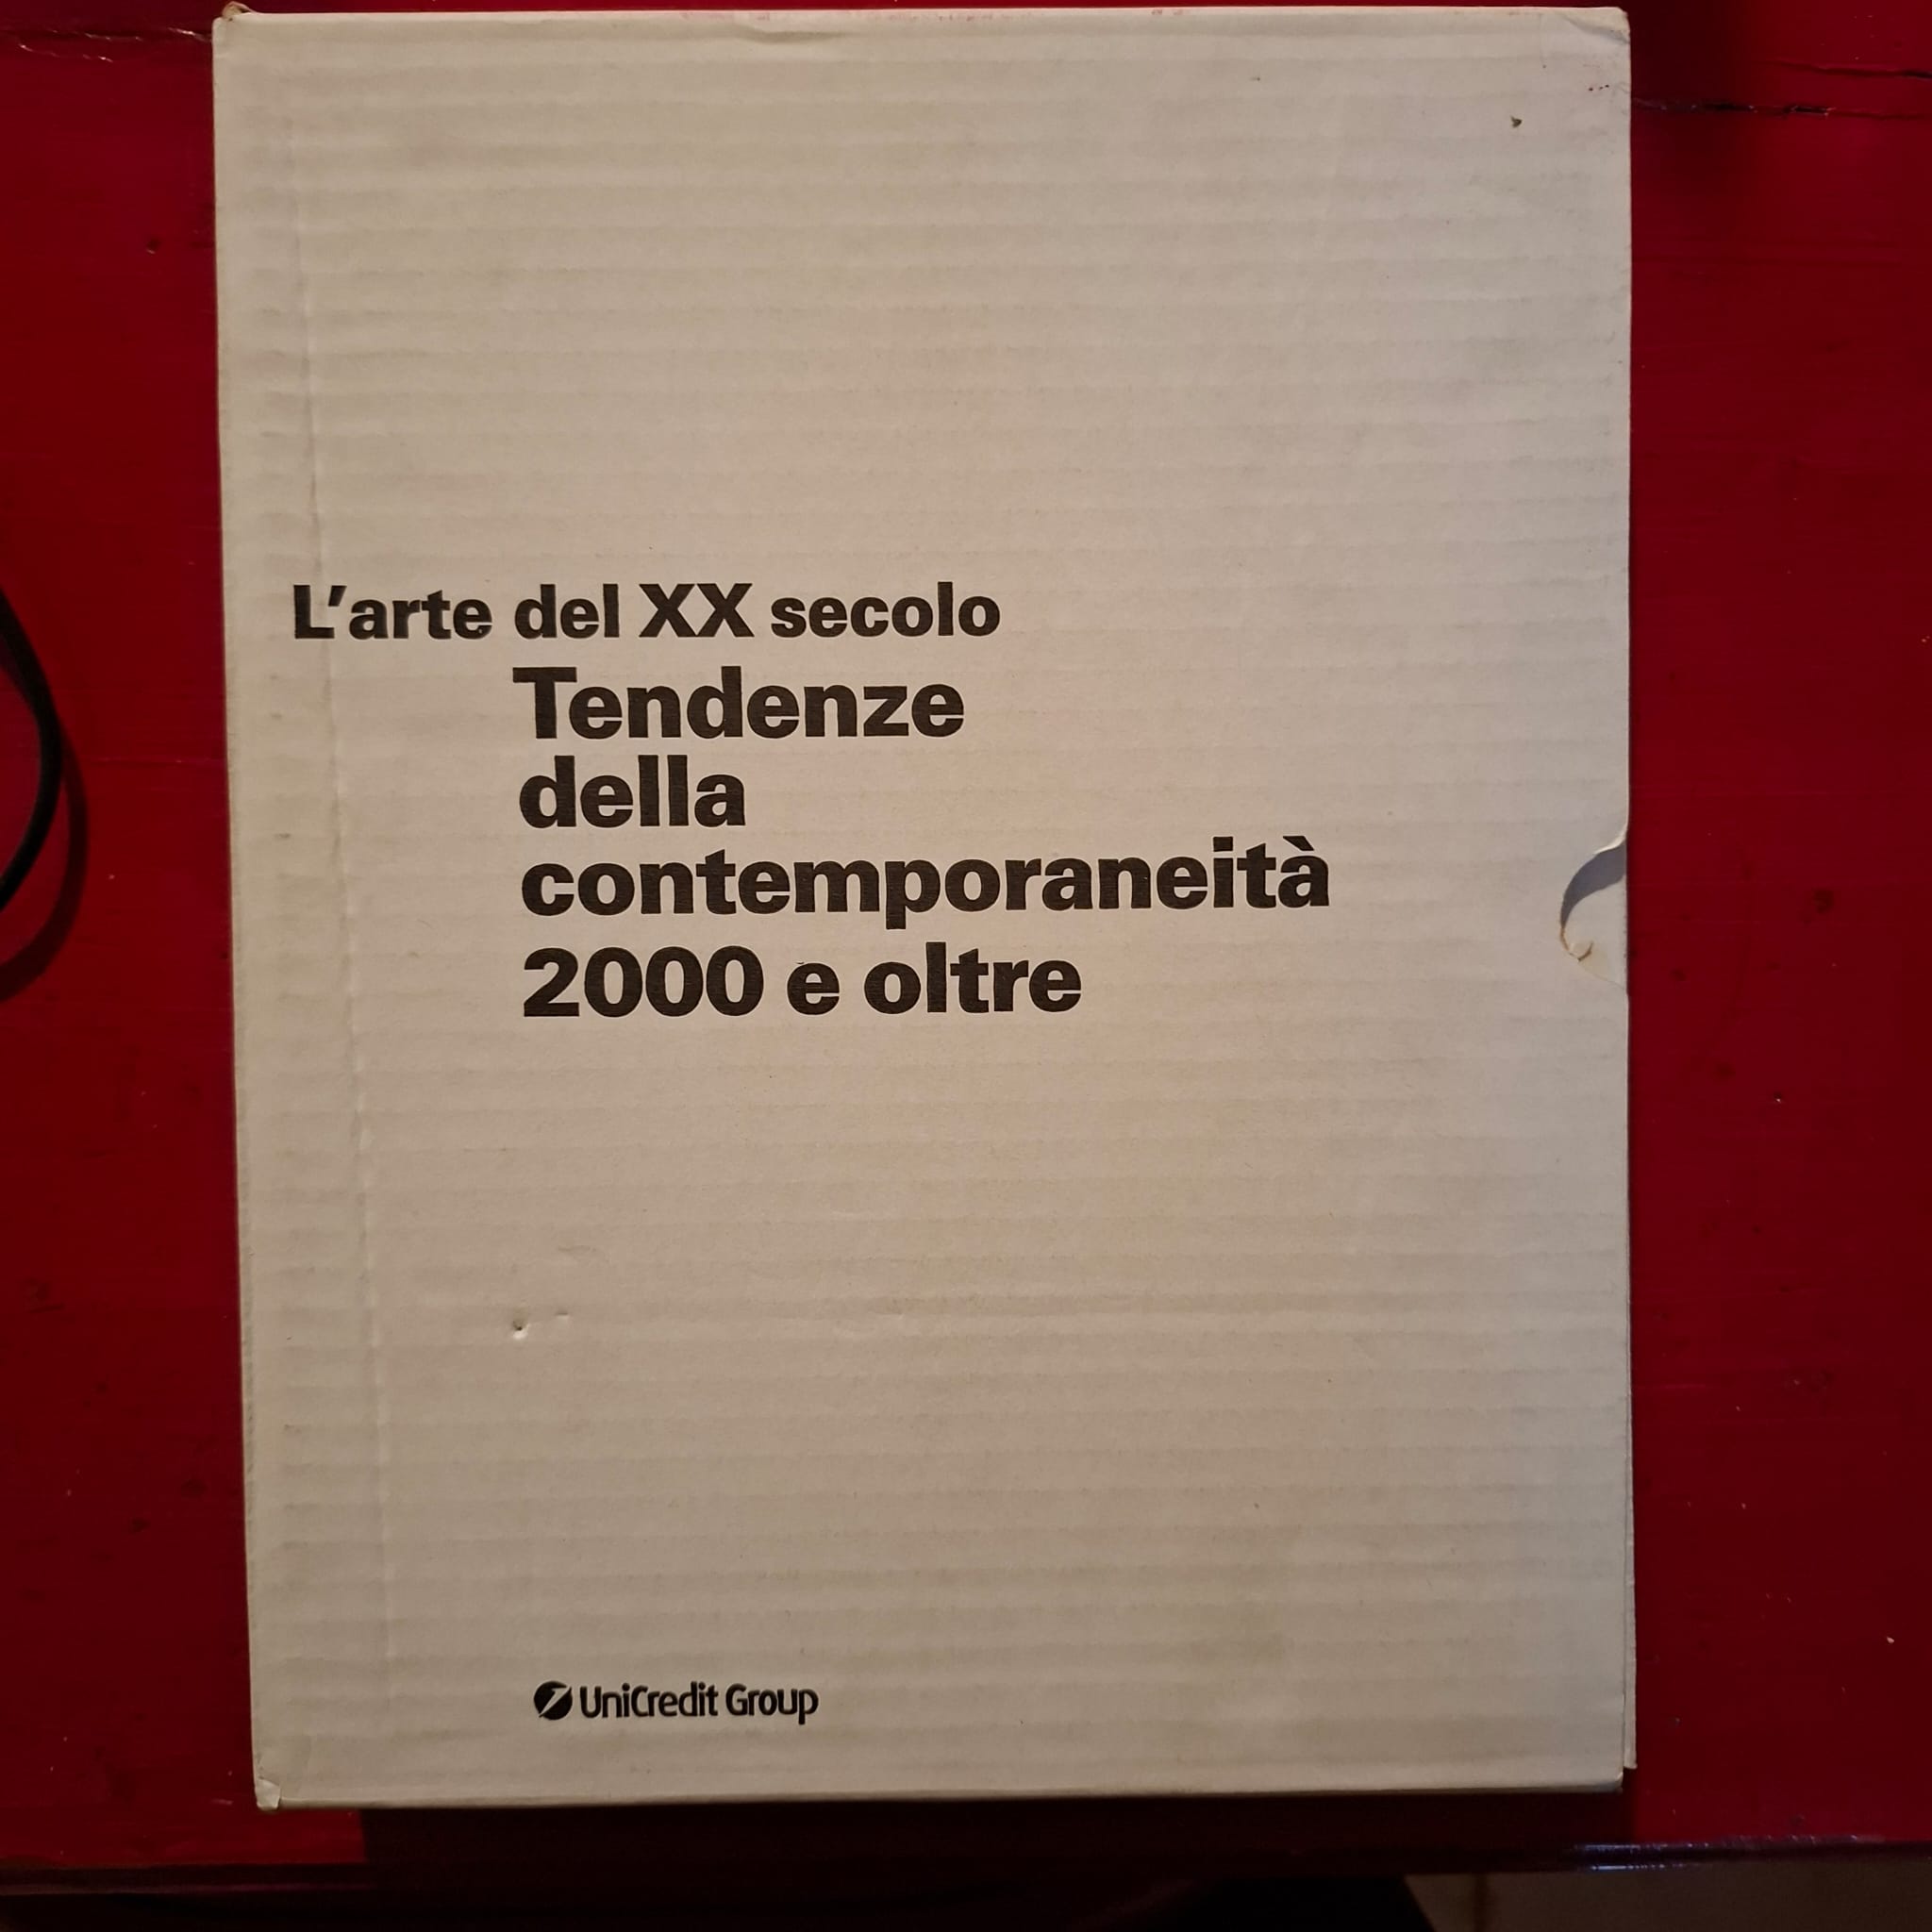 L'arte del XX secolo
Tendenze
della
contemporaneità
2000 e oltre
UniCredit Group